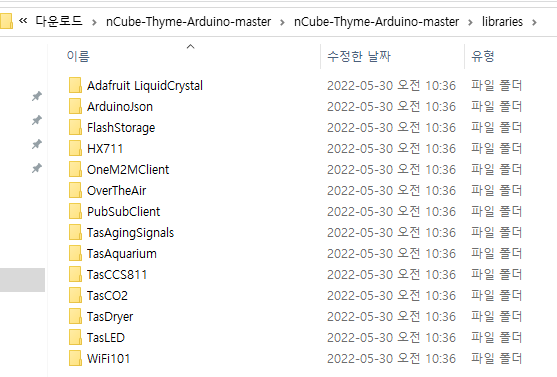 « 다운로드 › nCube-Thyme-Arduino-master › nCube-Thyme-Arduino-master › libraries ›
이름 수정한 날짜 유형
Adafruit LiquidCrystal 2022-05-30 오전 10:36 파일 폴더
ArduinoJson 2022-05-30 오전 10:36 파일 폴더
FlashStorage 2022-05-30 오전 10:36 파일 폴더
HX711 2022-05-30 오전 10:36 파일 폴더
OneM2MClient 2022-05-30 오전 10:36 파일 폴더
OverTheAir 2022-05-30 오전 10:36 파일 폴더
PubSubClient 2022-05-30 오전 10:36 파일 폴더
TasAgingSignals 2022-05-30 오전 10:36 파일 폴더
TasAquarium 2022-05-30 오전 10:36 파일 폴더
TasCCS811 2022-05-30 오전 10:36 파일 폴더
TasCO2 2022-05-30 오전 10:36 파일 폴더
TasDryer 2022-05-30 오전 10:36 파일 폴더
TasLED 2022-05-30 오전 10:36 파일 폴더
WiFi101 2022-05-30 오전 10:36 파일 폴더